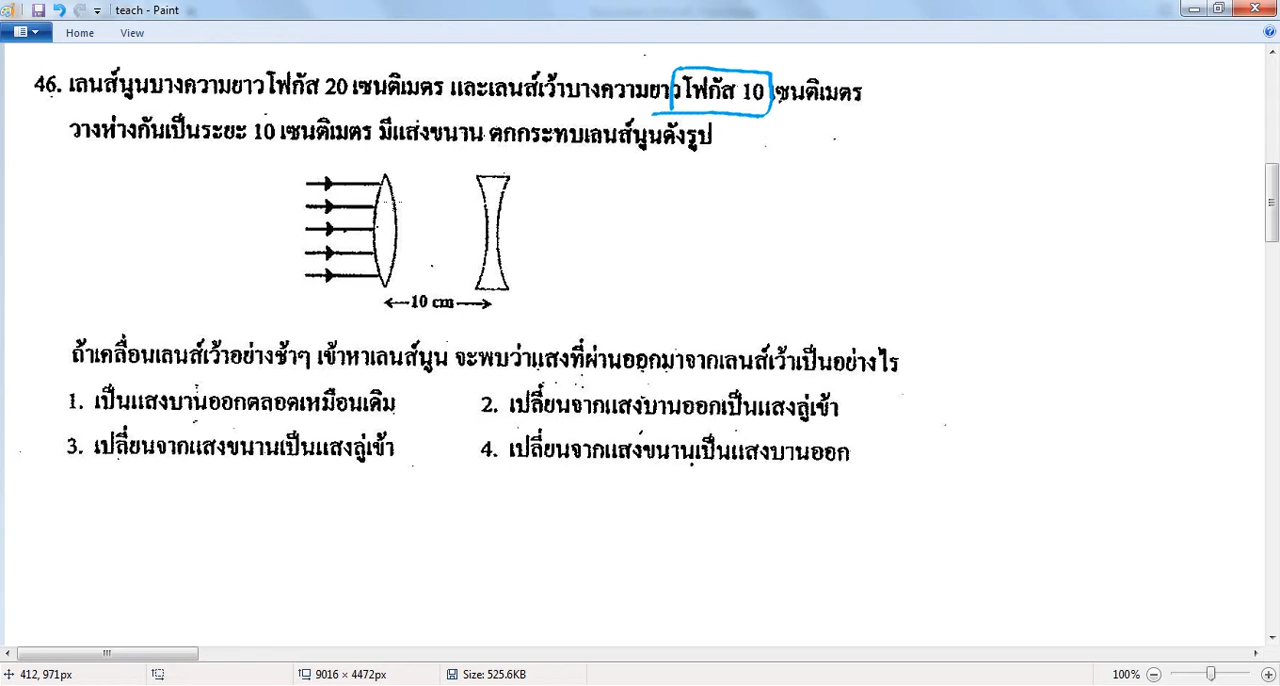 teach - Paint
Home View
46. เลนส์นูนบางความยาวโฟกัส 20 เซนติเมตร และเลนส์เว้าบางความยาวโฟกัส 10 เซนติเมตร
วางห่างกันเป็นระยะ 10 เซนติเมตร มีแสงขนาน ตกกระทบเลนส์นูนดังรูป
10 cm
ถ้าเคลื่อนเลนส์เว้าอย่างช้าๆ เข้าหาเลนส์นูน จะพบว่าแสงที่ผ่านออกมาจากเลนส์เว้าเป็นอย่างไร
1. เป็นแสงบานออกตลอดเหมือนเดิม 2. เปลี่ยนจากแสงบานออกเป็นแสงลู่เข้า
3. เปลี่ยนจากแสงขนานเป็นแสงลู่เข้า 4. เปลี่ยนจากแสงขนานเป็นแสงบานออก
412, 971px 9016 × 4472px Size: 525.6KB 100%